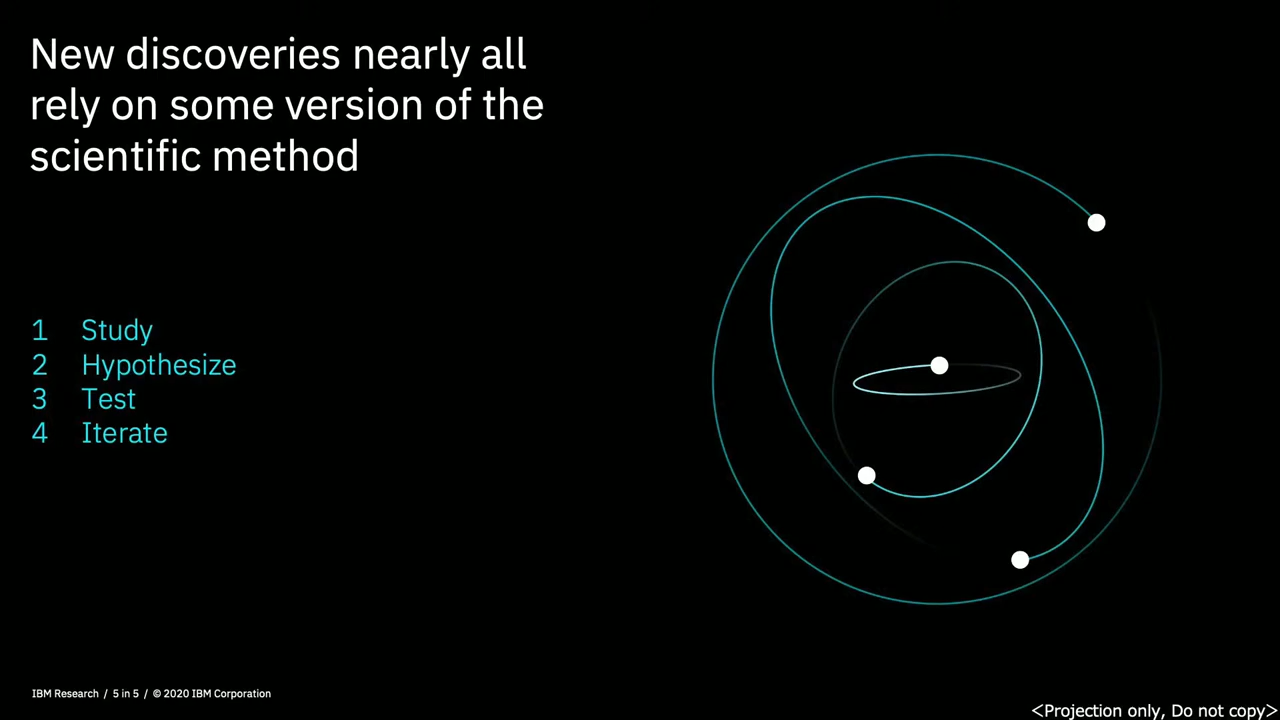 New discoveries nearly all
rely on some version of the
scientific method
1 Study
2 Hypothesize
3 Test
4 Iterate
IBM Research / 5 in 5 / © 2020 IBM Corporation
<Projection only, Do not copy>